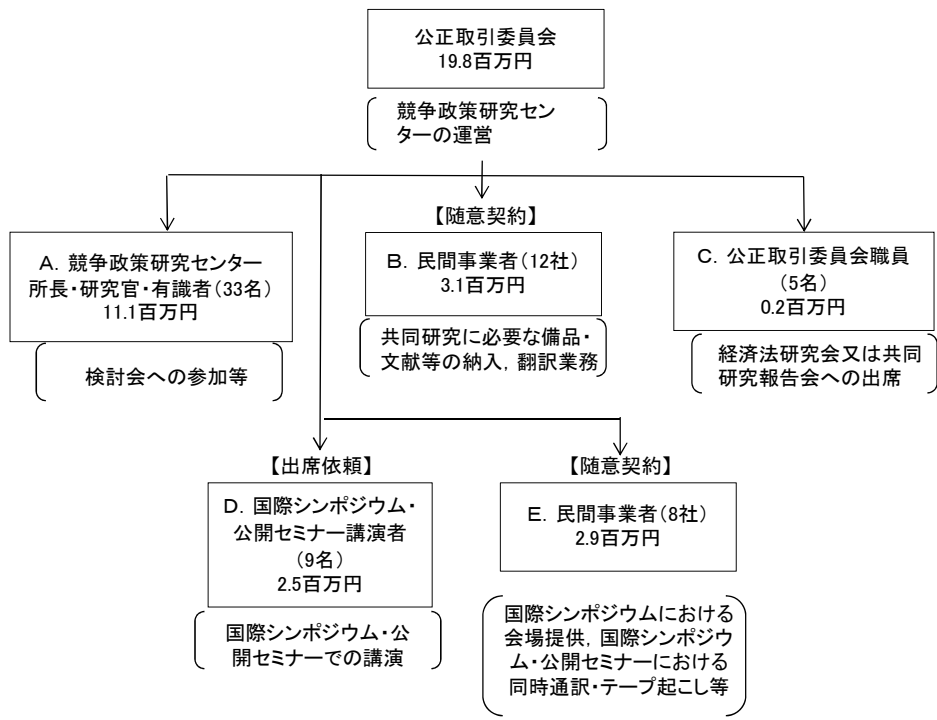 公正取引委員会
19.8百万円
競争政策研究セン
ターの運営
【随意契約】
A．競争政策研究センター
所長・研究官・有識者（33名）
11.1百万円
検討会への参加等
B．民間事業者（12社）
3.1百万円
共同研究に必要な備品・
文献等の納入，翻訳業務
C．公正取引委員会職員
（5名）
0.2百万円
経済法研究会又は共同
研究報告会への出席
【出席依頼】
D．国際シンポジウム・
公開セミナー講演者
（9名）
2.5百万円
国際シンポジウム・公
開セミナーでの講演
【随意契約】
E．民間事業者（8社）
2.9百万円
国際シンポジウムにおける
会場提供，国際シンポジウ
ム・公開セミナーにおける
同時通訳・テープ起こし等